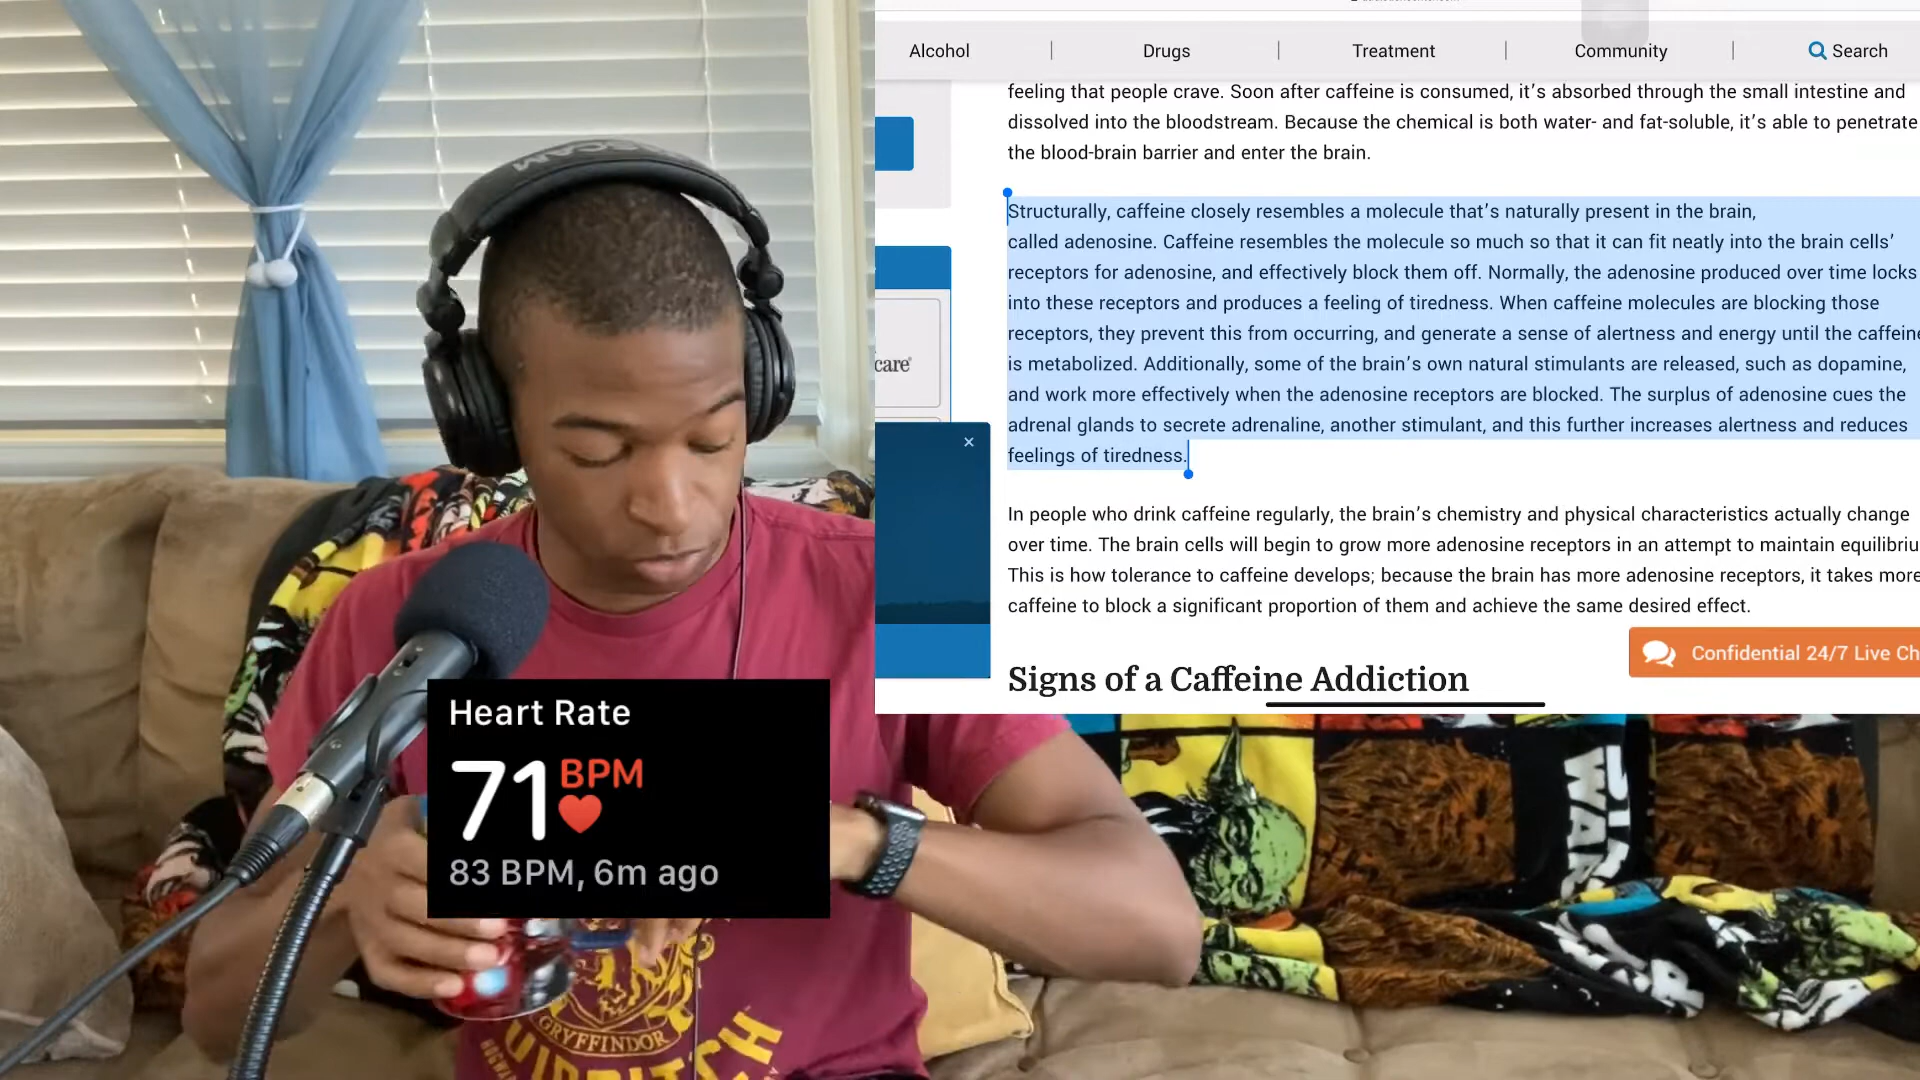 Alcohol
Drugs
Treatment
Community
Search
feeling that people crave. Soon after caffeine is consumed, it’s absorbed through the small intestine and
dissolved into the bloodstream. Because the chemical is both water- and fat-soluble, it’s able to penetrate
the blood-brain barrier and enter the brain.
Structurally, caffeine closely resembles a molecule that’s naturally present in the brain,
called adenosine. Caffeine resembles the molecule so much so that it can fit neatly into the brain cells’
receptors for adenosine, and effectively block them off. Normally, the adenosine produced over time locks
into these receptors and produces a feeling of tiredness. When caffeine molecules are blocking those
receptors, they prevent this from occurring, and generate a sense of alertness and energy until the caffeine
is metabolized. Additionally, some of the brain’s own natural stimulants are released, such as dopamine,
and work more effectively when the adenosine receptors are blocked. The surplus of adenosine cues the
adrenal glands to secrete adrenaline, another stimulant, and this further increases alertness and reduces
feelings of tiredness.
In people who drink caffeine regularly, the brain’s chemistry and physical characteristics actually change
over time. The brain cells will begin to grow more adenosine receptors in an attempt to maintain equilibriu
This is how tolerance to caffeine develops; because the brain has more adenosine receptors, it takes more
caffeine to block a significant proportion of them and achieve the same desired effect.
Confidential 24/7 Live Ch
Signs of a Caffeine Addiction
care
Heart Rate
71 BPM
83 BPM, 6m ago
GRYFFINDOR
QUIDDITCH
STAR
WARS